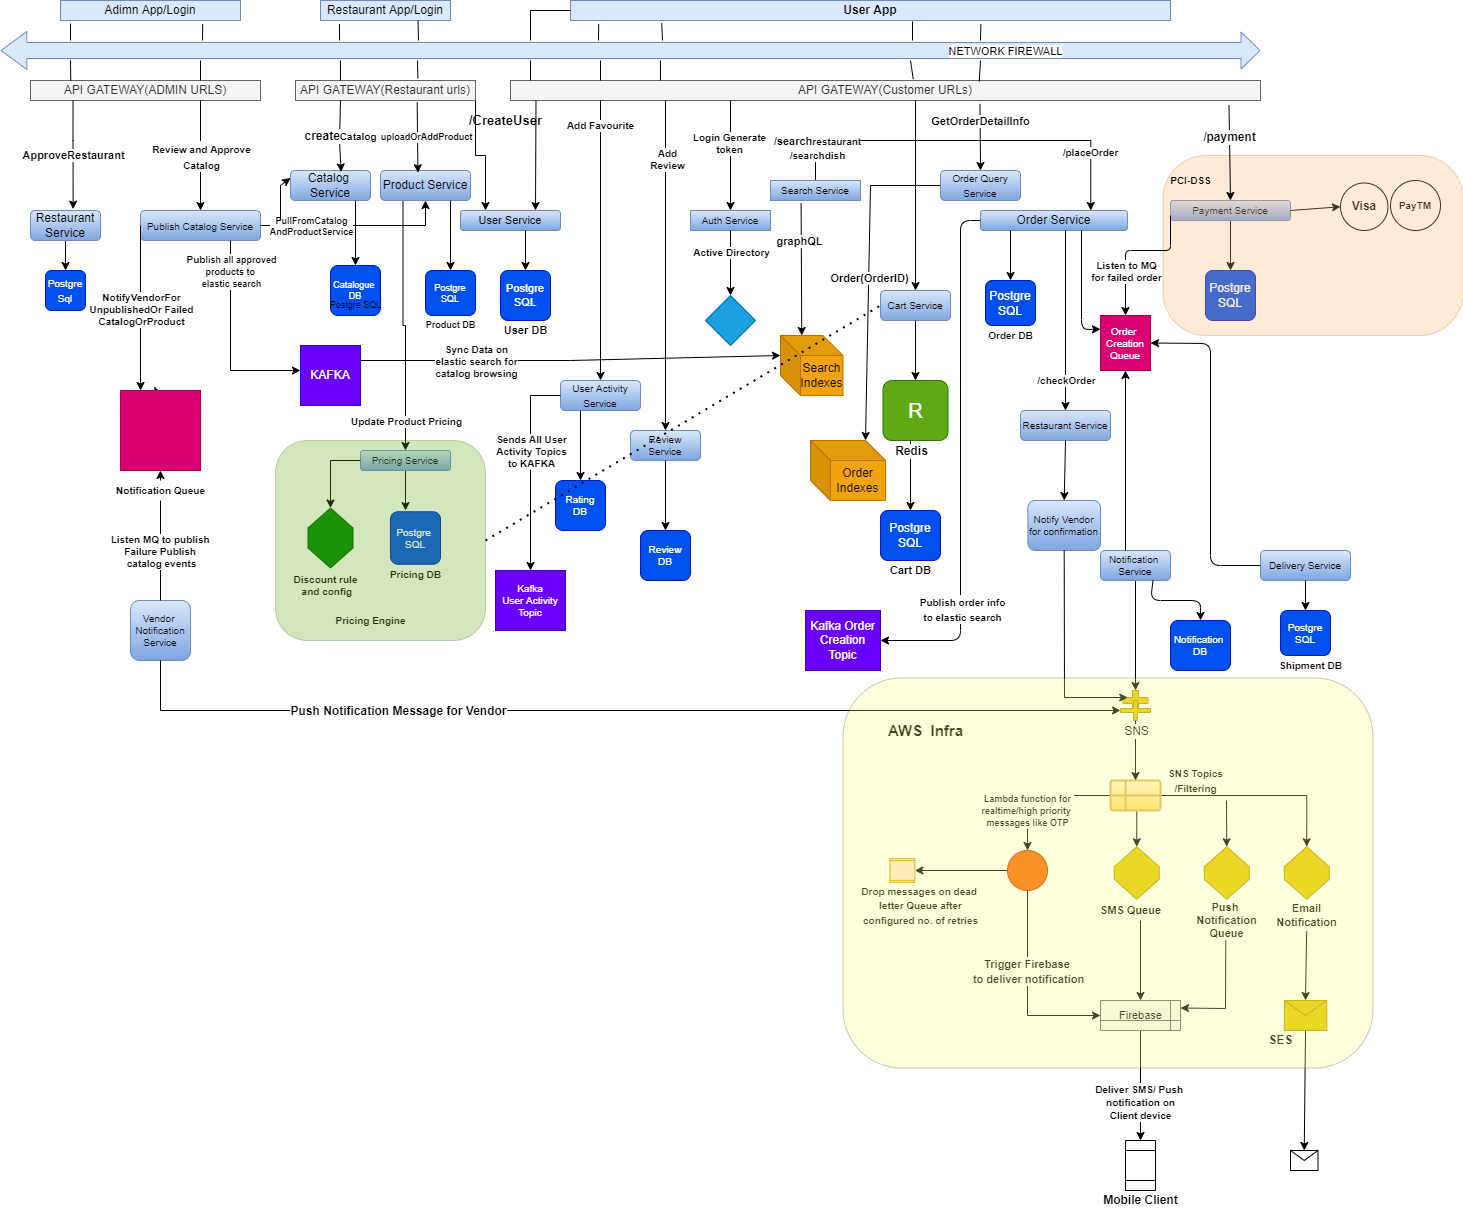 Adimn App/Login
Restaurant App/Login
User App
NETWORK FIREWALL
API GATEWAY(ADMIN URLS)
API GATEWAY(Restaurant urls)
API GATEWAY(Customer URLs)
/CreateUser
Add Favourite
GetOrderDetailInfo
createCatalog
uploadOrAddProduct
Login Generate
token
/searchrestaurant
/searchdish
/payment
ApproveRestaurant
Review and Approve
Catalog
Add
Review
/placeOrder
Catalog
Service
Product Service
Search Service
Order Query
Service
PCI-DSS
Restaurant
Service
Publish Catalog Service
PullFromCatalog
AndProductService
User Service
Auth Service
Order Service
Payment Service
Visa
PayTM
graphQL
Active Directory
Publish all approved
products to
elastic search
Listen to MQ
for failed order
Order(OrderID)
Postgre
Sql
Catalogue
DB
Postgre SQL
Postgre
SQL
Product DB
Postgre
SQL
User DB
Postgre
SQL
Order DB
Postgre
SQL
NotifyVendorFor
UnpublishedOr Failed
CatalogOrProduct
Cart Service
Order
Creation
Queue
KAFKA
Sync Data on
elastic search for
catalog browsing
Search
Indexes
User Activity
Service
/checkOrder
R
Redis
Update Product Pricing
Restaurant Service
Sends All User
Activity Topics
to KAFKA
Review
Service
Pricing Service
Order
Indexes
Notification Queue
Rating
DB
Listen MQ to publish
Failure Publish
catalog events
Postgre
SQL
Pricing DB
Discount rule
and config
Pricing Engine
Review
DB
Postgre
SQL
Cart DB
Notify Vendor
for confirmation
Notification
Service
Delivery Service
Kafka
User Activity
Topic
Publish order info
to elastic search
Vendor
Notification
Service
Kafka Order
Creation
Topic
Notification
DB
Postgre
SQL
Shipment DB
Push Notification Message for Vendor
AWS Infra
SNS
SNS Topics
/Filtering
Lambda function for
realtime/high priority
messages like OTP
Drop messages on dead
letter Queue after
configured no. of retries
SMS Queue
Push
Notification
Queue
Email
Notification
Trigger Firebase
to deliver notification
Firebase
SES
Deliver SMS/ Push
notification on
Client device
Mobile Client